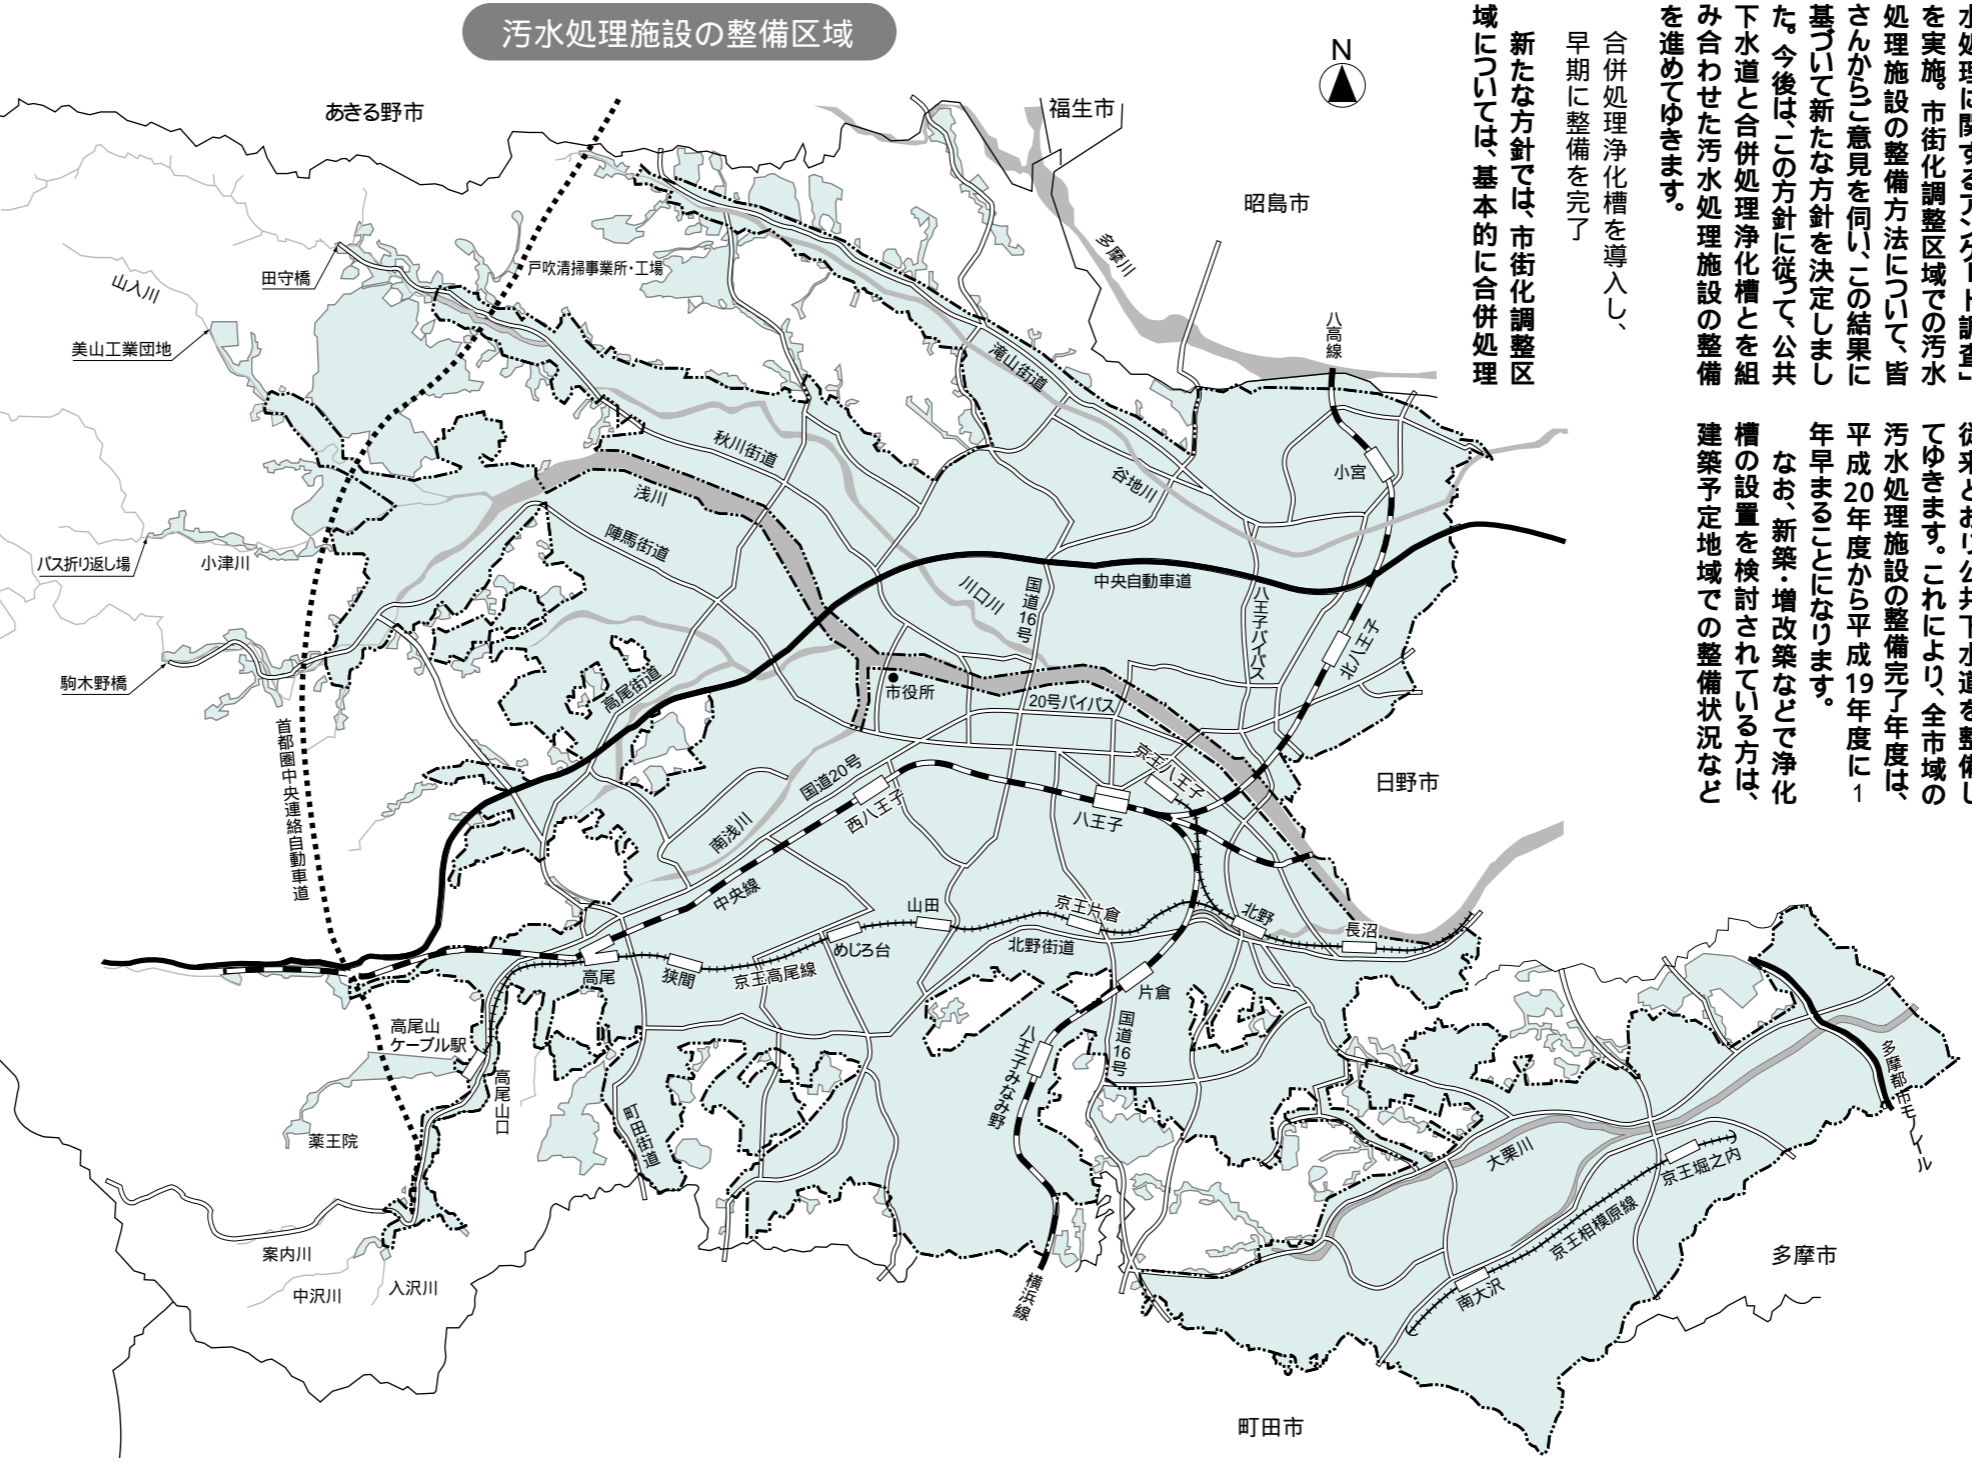 汚水処理施設の整備区域
水処理に関するアンケート調査」
を実施。市街化調整区域での汚水
処理施設の整備方法について、皆
さんからご意見を伺い、この結果に
基づいて新たな方針を決定しまし
た。今後は、この方針に従って、公共
下水道と合併処理浄化槽とを組
み合わせた汚水処理施設の整備
を進めてゆきます。
合併処理浄化槽を導入し、
早期に整備を完了
新たな方針では、市街化調整区
域については、基本的に合併処理
従来どおり公共下水道を整備し
てゆきます。これにより、全市域の
汚水処理施設の整備完了年度は、
平成20年度から平成19年度に1
年早まることになります。
なお、新築・増改築などで浄化
槽の設置を検討されている方は、
建築予定地域での整備状況など
N
あきる野市
福生市
昭島市
多摩川
戸吹清掃事業所・工場
田守橋
山入川
美山工業団地
八高線
滝山街道
小宮
秋川街道
谷地川
浅川
陣馬街道
バス折り返し場
小津川
川口川
国道16号
中央自動車道
八王子バイパス
北八王子
駒木野橋
高尾街道
市役所
20号バイパス
首都圏中央連絡自動車道
国道20号
西八王子
京王八王子
八王子
日野市
南浅川
中央線
山田
京王片倉
北野
長沼
めじろ台
北野街道
高尾
狭間
京王高尾線
片倉
高尾山
ケーブル駅
高尾山口
国道16号
八王子みなみ野
多摩都市モノレール
町田街道
薬王院
大栗川
京王堀之内
京王相模原線
案内川
中沢川
入沢川
横浜線
南大沢
多摩市
町田市